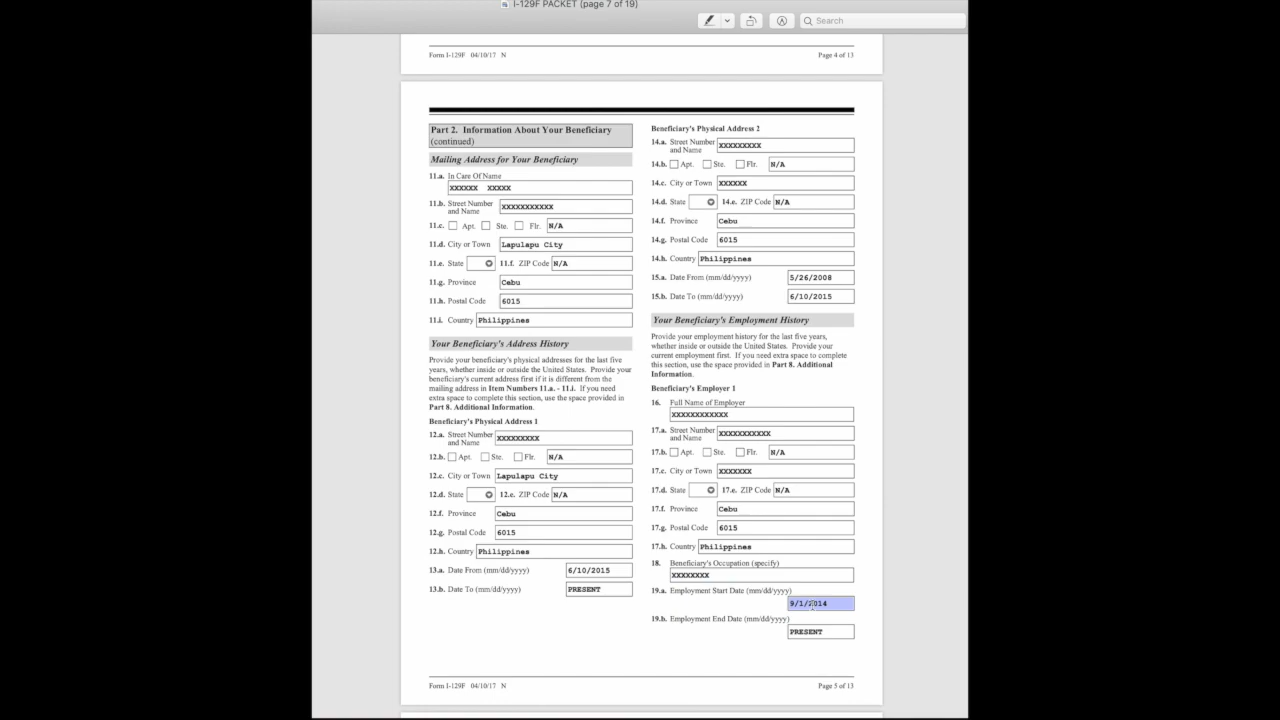 I-129F PACKET (page 7 of 19)
Search
Form I-129F 04/10/17 N
Page 4 of 13
Part 2. Information About Your Beneficiary
(continued)
Mailing Address for Your Beneficiary
11.a. In Care Of Name
XXXXXX XXXXX
11.b. Street Number
and Name
XXXXXXXXXXX
11.c. Apt. Ste. Flr. N/A
11.d. City or Town Lapulapu City
11.e. State 11.f. ZIP Code N/A
11.g. Province Cebu
11.h. Postal Code 6015
11.i. Country Philippines
Your Beneficiary's Address History
Provide your beneficiary's physical addresses for the last five
years, whether inside or outside the United States. Provide your
beneficiary's current address first if it is different from the
mailing address in Item Numbers 11.a. - 11.i. If you need
extra space to complete this section, use the space provided in
Part 8. Additional Information.
Beneficiary's Physical Address 1
12.a. Street Number
and Name
XXXXXXXXX
12.b. Apt. Ste. Flr. N/A
12.c. City or Town Lapulapu City
12.d. State 12.e. ZIP Code N/A
12.f. Province Cebu
12.g. Postal Code 6015
12.h. Country Philippines
13.a. Date From (mm/dd/yyyy) 6/10/2015
13.b. Date To (mm/dd/yyyy) PRESENT
Beneficiary's Physical Address 2
14.a. Street Number
and Name
XXXXXXXXX
14.b. Apt. Ste. Flr. N/A
14.c. City or Town XXXXXX
14.d. State 14.e. ZIP Code N/A
14.f. Province Cebu
14.g. Postal Code 6015
14.h. Country Philippines
15.a. Date From (mm/dd/yyyy) 5/26/2008
15.b. Date To (mm/dd/yyyy) 6/10/2015
Your Beneficiary's Employment History
Provide your employment history for the last five years,
whether inside or outside the United States. Provide your
current employment first. If you need extra space to complete
this section, use the space provided in Part 8. Additional
Information.
Beneficiary's Employer 1
16. Full Name of Employer
XXXXXXXXXXXX
17.a. Street Number
and Name
XXXXXXXXXXX
17.b. Apt. Ste. Flr. N/A
17.c. City or Town XXXXXXX
17.d. State 17.e. ZIP Code N/A
17.f. Province Cebu
17.g. Postal Code 6015
17.h. Country Philippines
18. Beneficiary's Occupation (specify)
XXXXXXXX
19.a. Employment Start Date (mm/dd/yyyy)
9/1/2014
19.b. Employment End Date (mm/dd/yyyy)
PRESENT
Form I-129F 04/10/17 N
Page 5 of 13